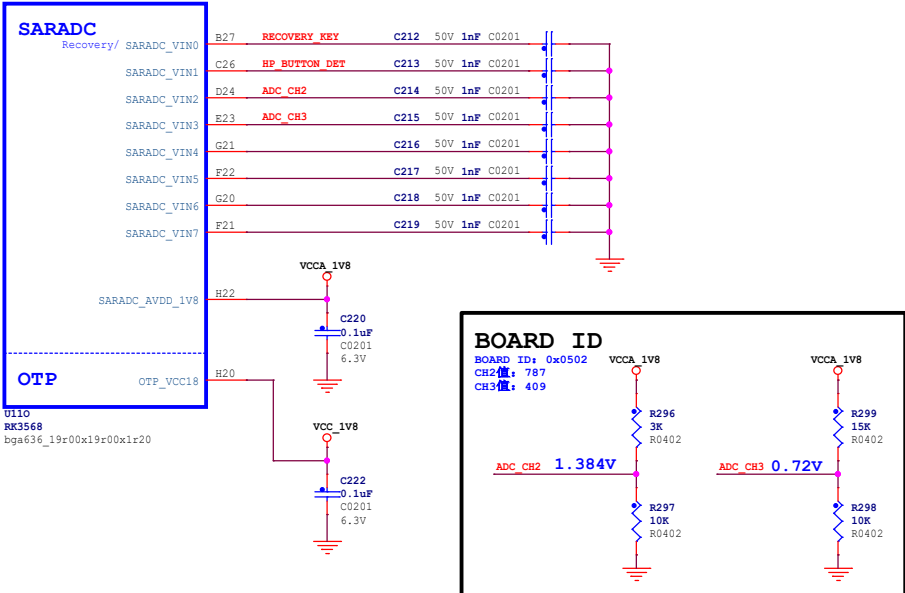 SARADC
Recovery/ SARADC_VIN0 B27 RECOVERY_KEY C212 50V 1nF C0201
SARADC_VIN1 C26 HP_BUTTON_DET C213 50V 1nF C0201
SARADC_VIN2 D24 ADC_CH2 C214 50V 1nF C0201
SARADC_VIN3 E23 ADC_CH3 C215 50V 1nF C0201
SARADC_VIN4 G21 C216 50V 1nF C0201
SARADC_VIN5 F22 C217 50V 1nF C0201
SARADC_VIN6 G20 C218 50V 1nF C0201
SARADC_VIN7 F21 C219 50V 1nF C0201
VCCA_1V8
SARADC_AVDD_1V8 H22
C220
0.1uF
C0201
6.3V
OTP OTP_VCC18 H20
U11O
RK3568
bga636_19r00x19r00x1r20
VCC_1V8
C222
0.1uF
C0201
6.3V
BOARD ID
BOARD ID: 0x0502
CH2值: 787
CH3值: 409
VCCA_1V8
R296
3K
R0402
ADC_CH2 1.384V
R297
10K
R0402
VCCA_1V8
R299
15K
R0402
ADC_CH3 0.72V
R298
10K
R0402